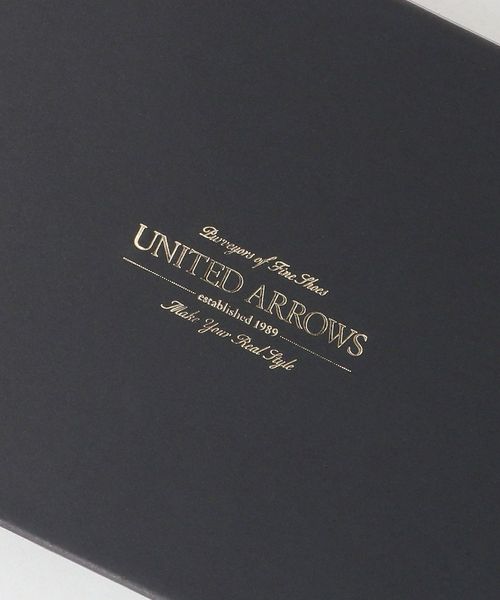 Purveyors of Fine Shoes
UNITED ARROWS
established 1989
Make Your Real Style